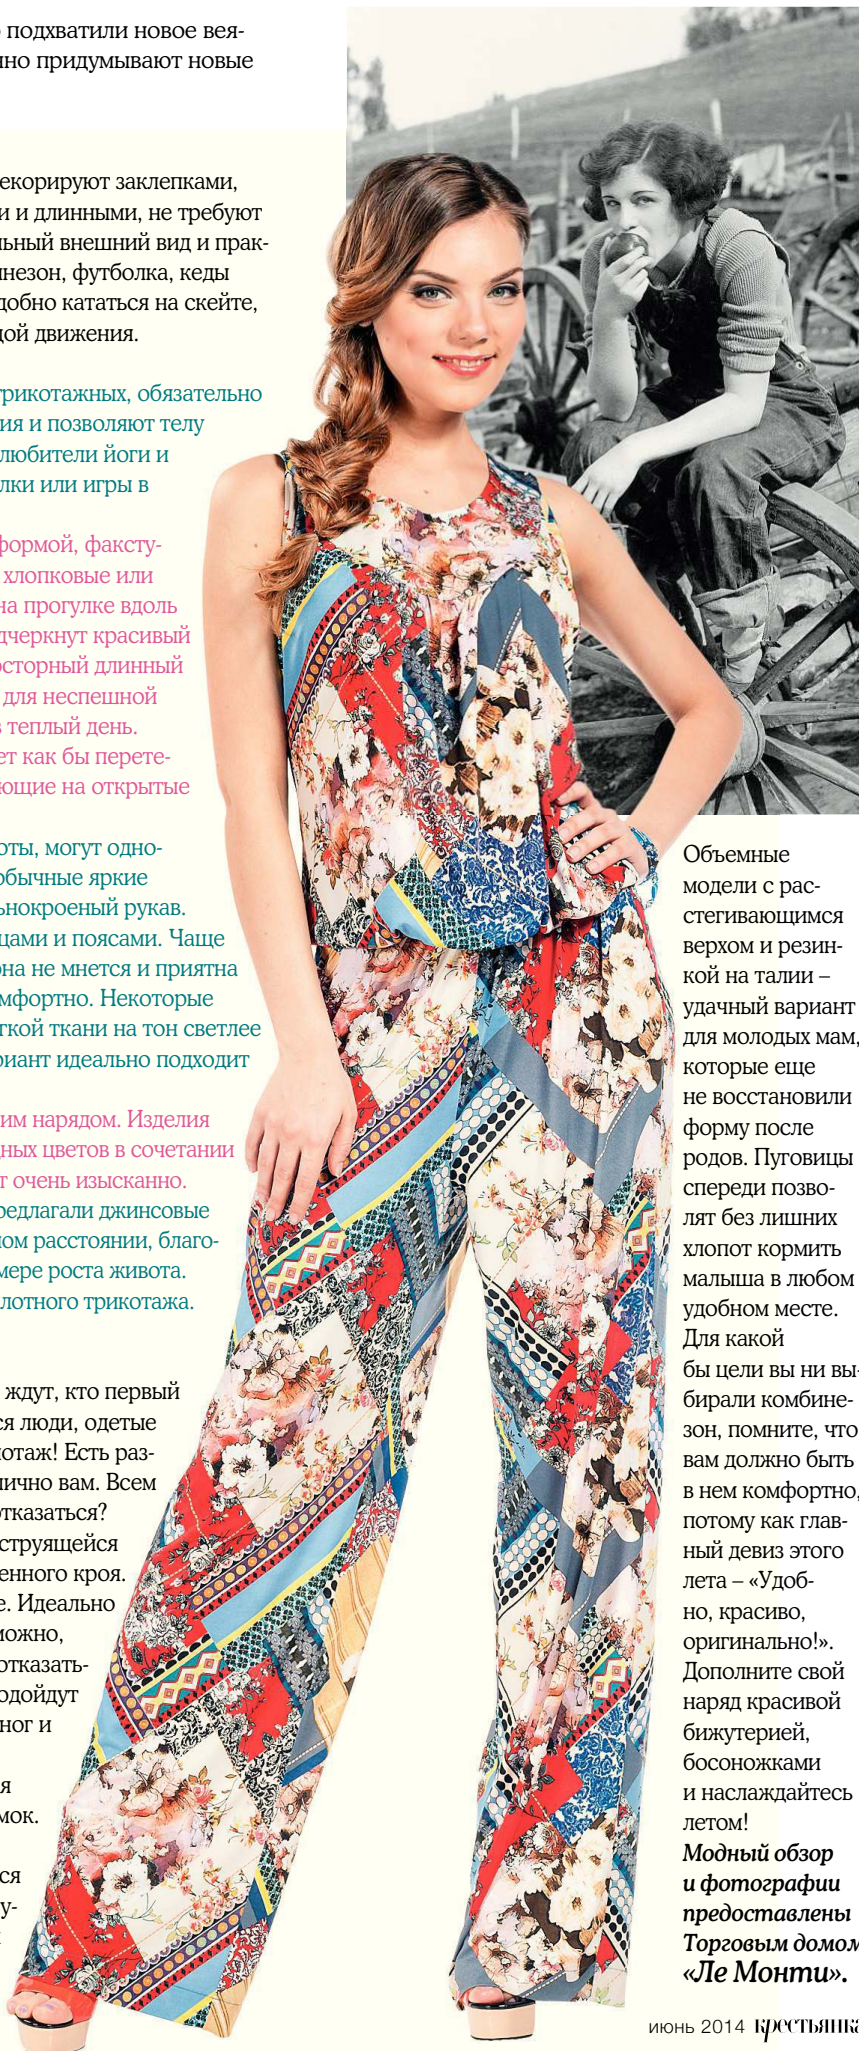 подхватили новое вея-
но придумывают новые
екорируют заклепками,
и и длинными, не требуют
льный внешний вид и прак-
инезон, футболка, кеды
добно кататься на скейте,
дой движения.
трикотажных, обязательно
ия и позволяют телу
любители йоги и
лки или игры в
формой, факсту-
хлопковые или
на прогулке вдоль
дчеркнут красивый
осторный длинный
для неспешной
в теплый день.
ет как бы перете-
ющие на открытые
оты, могут одно-
обычные яркие
ьнокроеный рукав.
цами и поясами. Чаще
она не мнется и приятна
мфортно. Некоторые
гкой ткани на тон светлее
риант идеально подходит
им нарядом. Изделия
дных цветов в сочетании
т очень изысканно.
редлагали джинсовые
ом расстоянии, благо-
мере роста живота.
лотного трикотажа.
ждут, кто первый
ся люди, одетые
отаж! Есть раз-
лично вам. Всем
отказаться?
струящейся
енного кроя.
е. Идеально
можно,
отказать-
одойдут
ног и
я
мок.
ся
у-
Объемные
модели с рас-
стегивающимся
верхом и резин-
кой на талии –
удачный вариант
для молодых мам,
которые еще
не восстановили
форму после
родов. Пуговицы
спереди позво-
лят без лишних
хлопот кормить
малыша в любом
удобном месте.
Для какой
бы цели вы ни вы-
бирали комбине-
зон, помните, что
вам должно быть
в нем комфортно,
потому как глав-
ный девиз этого
лета – «Удоб-
но, красиво,
оригинально!».
Дополните свой
наряд красивой
бижутерией,
босоножками
и наслаждайтесь
летом!
Модный обзор
и фотографии
предоставлены
Торговым домом
«Ле Монти».
июнь 2014 крестьянка